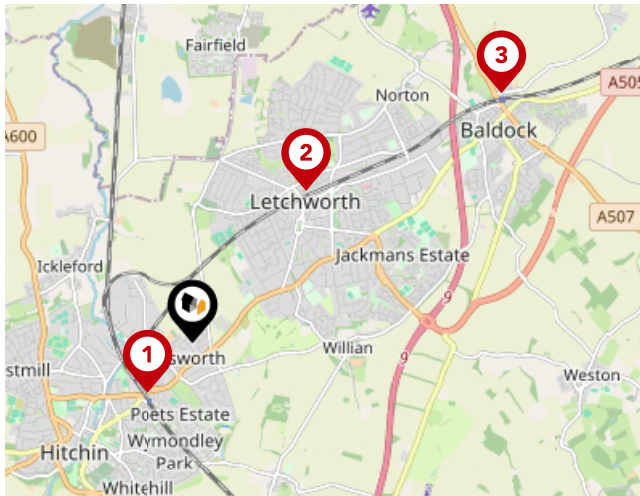 Fairfield
3
A505
Norton
A600
Baldock
2
Letchworth
A507
Jackmans Estate
Ickleford
9
1
Willian
9
sworth
stmill
Weston
Poets Estate
Wymondley
Park
Hitchin
Whitehill